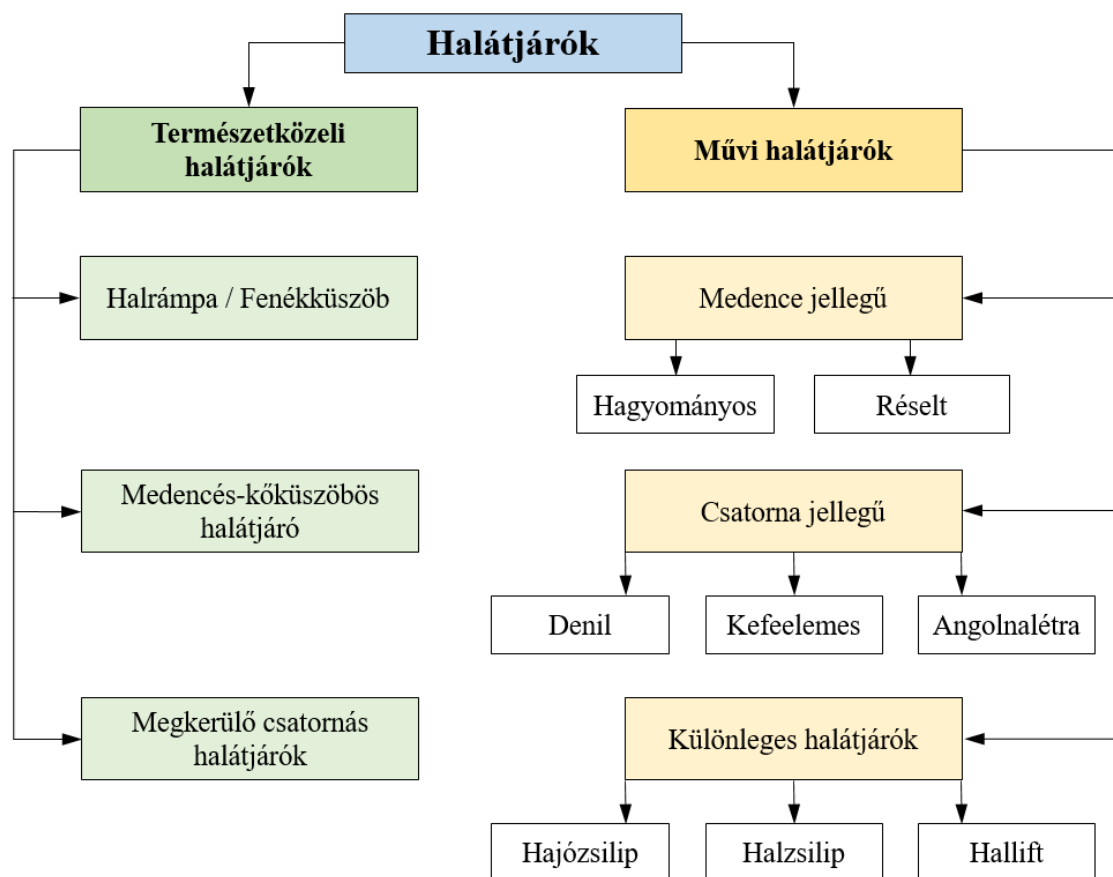 Halátjárók
Természetközeli
halátjárók
Művi halátjárók
Halrámpa / Fenékküszöb
Medence jellegű
Hagyományos
Réselt
Medencés-kőküszöbös
halátjáró
Csatorna jellegű
Denil
Kefeelemes
Angolnalétra
Megkerülő csatornás
halátjárók
Különleges halátjárók
Hajózsilip
Halzsilip
Hallift